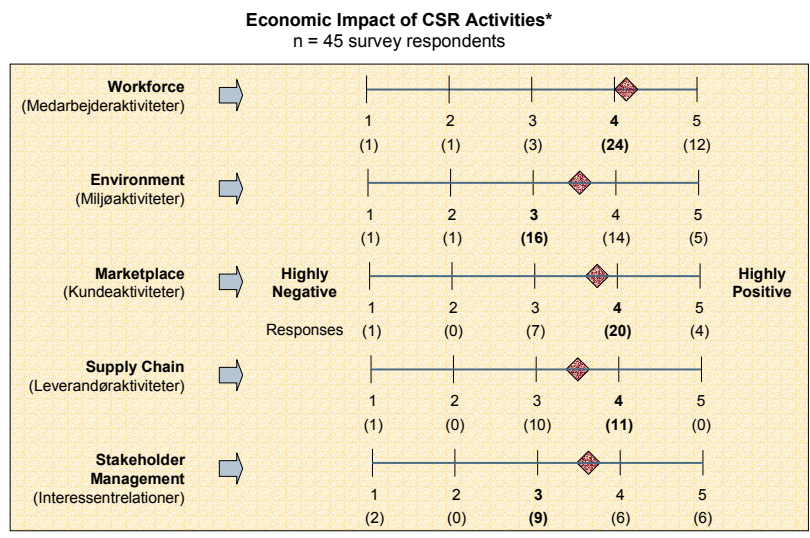 Economic Impact of CSR Activities*
n = 45 survey respondents
Workforce
(Medarbejderaktiviteter)
1 2 3 4 5
(1) (1) (3) (24) (12)
Environment
(Miljøaktiviteter)
1 2 3 4 5
(1) (1) (16) (14) (5)
Marketplace
(Kundeaktiviteter)
Highly
Negative
Highly
Positive
1 2 3 4 5
Responses (1) (0) (7) (20) (4)
Supply Chain
(Leverandøraktiviteter)
1 2 3 4 5
(1) (0) (10) (11) (0)
Stakeholder
Management
(Interessentrelationer)
1 2 3 4 5
(2) (0) (9) (6) (6)